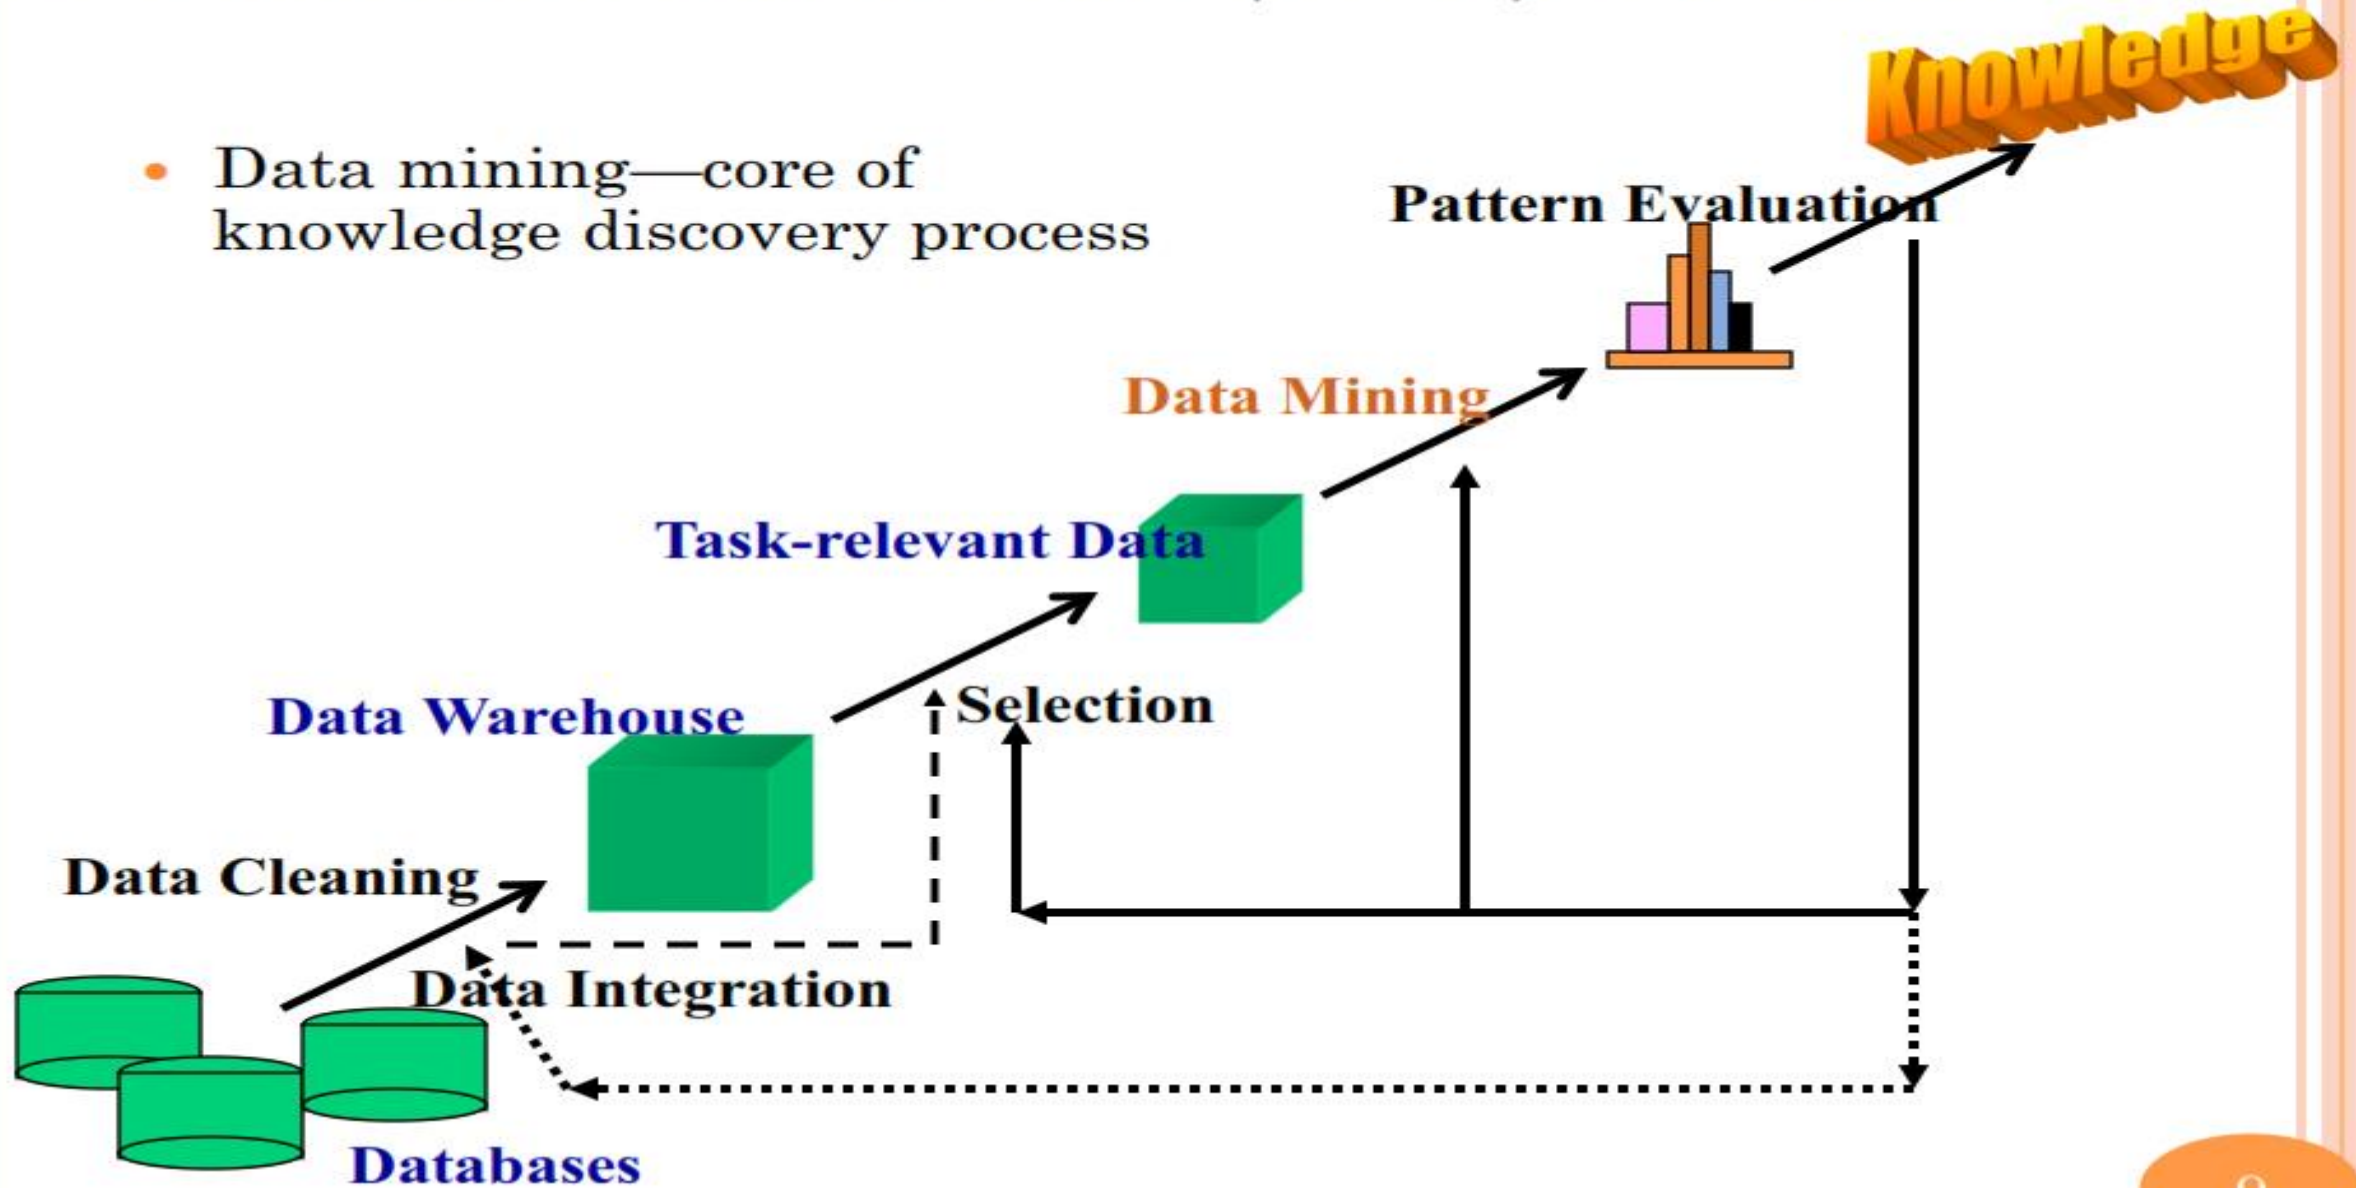 Knowledge
• Data mining—core of
knowledge discovery process
Pattern Evaluation
Data Mining
Task-relevant Data
Selection
Data Warehouse
Data Cleaning
Data Integration
Databases